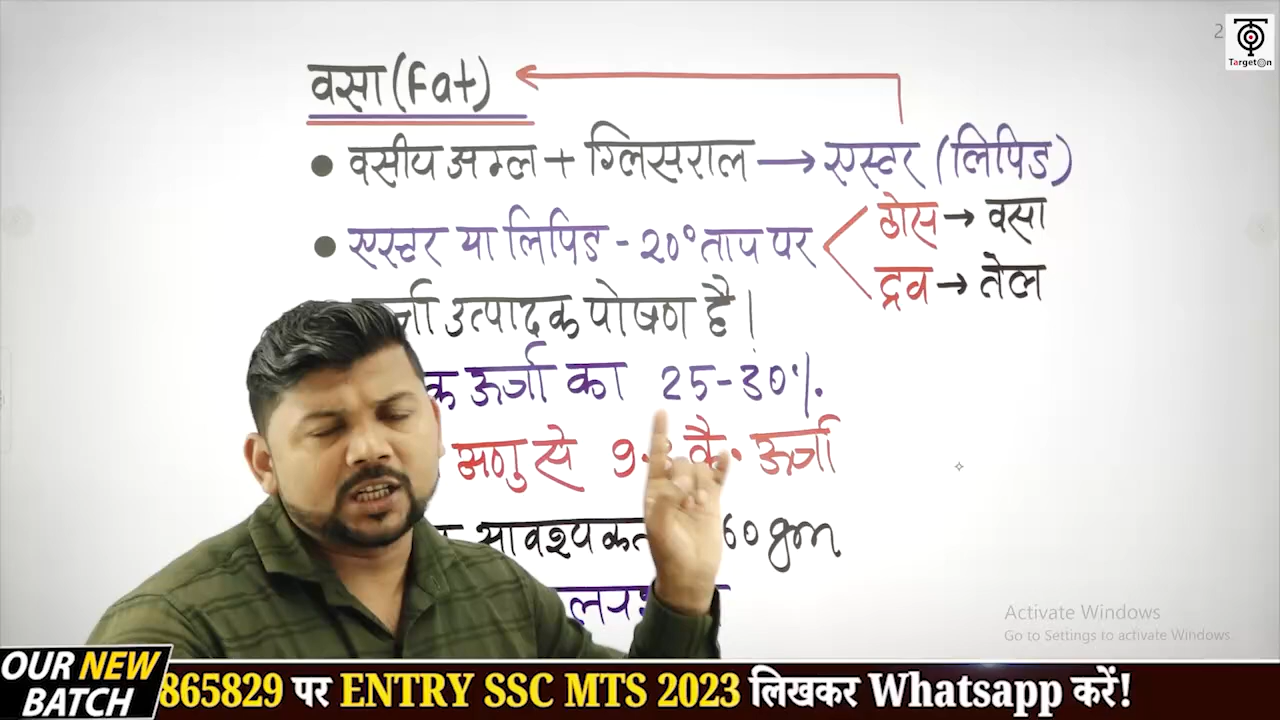 Target@n
वसा (Fat)
वसीय अम्ल + ग्लिसराल → एस्टर (लिपिड)
एस्टर या लिपिड - 20° ताप पर
ठोस → वसा
द्रव → तेल
उत्पादक पोषण है।
ऊर्जा का 25-30%
अणु से कै. ऊर्जा
60 gm
Activate Windows
Go to Settings to activate Windows.
OUR NEW
BATCH
865829 पर ENTRY SSC MTS 2023 लिखकर Whatsapp करें!